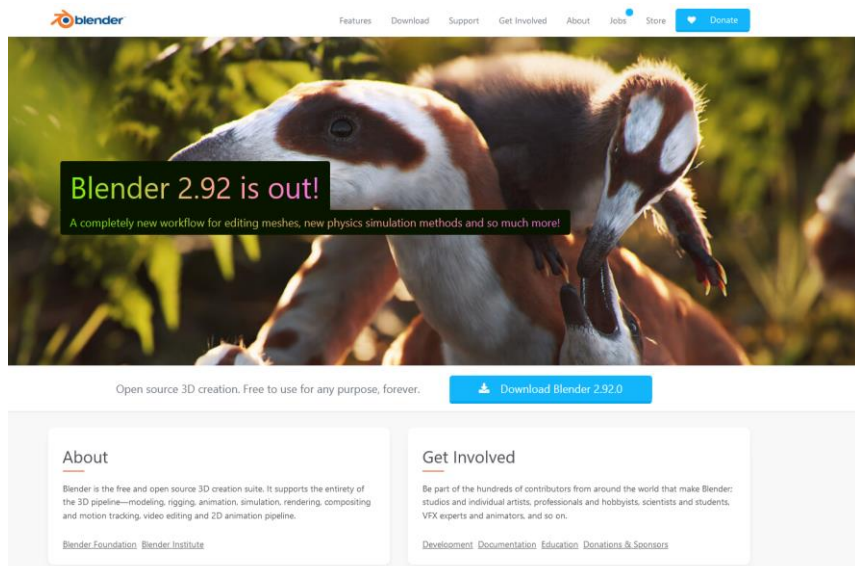 blender
Features Download Support Get Involved About Jobs Store Donate
Blender 2.92 is out!
A completely new workflow for editing meshes, new physics simulation methods and so much more!
Open source 3D creation. Free to use for any purpose, forever.
Download Blender 2.92.0
About
Blender is the free and open source 3D creation suite. It supports the entirety of
the 3D pipeline—modeling, rigging, animation, simulation, rendering, compositing
and motion tracking, video editing and 2D animation pipeline.
Blender Foundation Blender Institute
Get Involved
Be part of the hundreds of contributors from around the world that make Blender:
studios and individual artists, professionals and hobbyists, scientists and students,
VFX experts and animators, and so on.
Development Documentation Education Donations & Sponsors